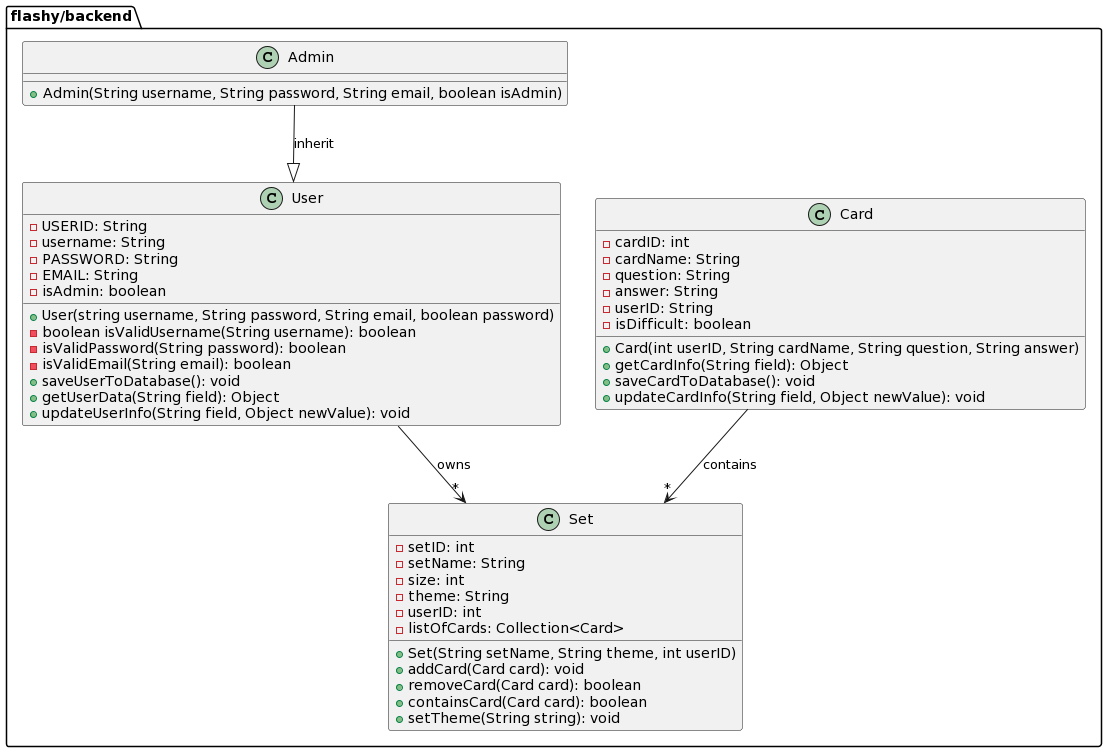 flashy/backend
C Admin
Admin(String username, String password, String email, boolean isAdmin)
inherit
C User
USERID: String
username: String
PASSWORD: String
EMAIL: String
isAdmin: boolean
User(string username, String password, String email, boolean password)
boolean isValidUsername(String username): boolean
isValidPassword(String password): boolean
isValidEmail(String email): boolean
saveUserToDatabase(): void
getUserData(String field): Object
updateUserInfo(String field, Object newValue): void
C Card
cardID: int
cardName: String
question: String
answer: String
userID: String
isDifficult: boolean
Card(int userID, String cardName, String question, String answer)
getCardInfo(String field): Object
saveCardToDatabase(): void
updateCardInfo(String field, Object newValue): void
owns
*
contains
*
C Set
setID: int
setName: String
size: int
theme: String
userID: int
listOfCards: Collection<Card>
Set(String setName, String theme, int userID)
addCard(Card card): void
removeCard(Card card): boolean
containsCard(Card card): boolean
setTheme(String string): void